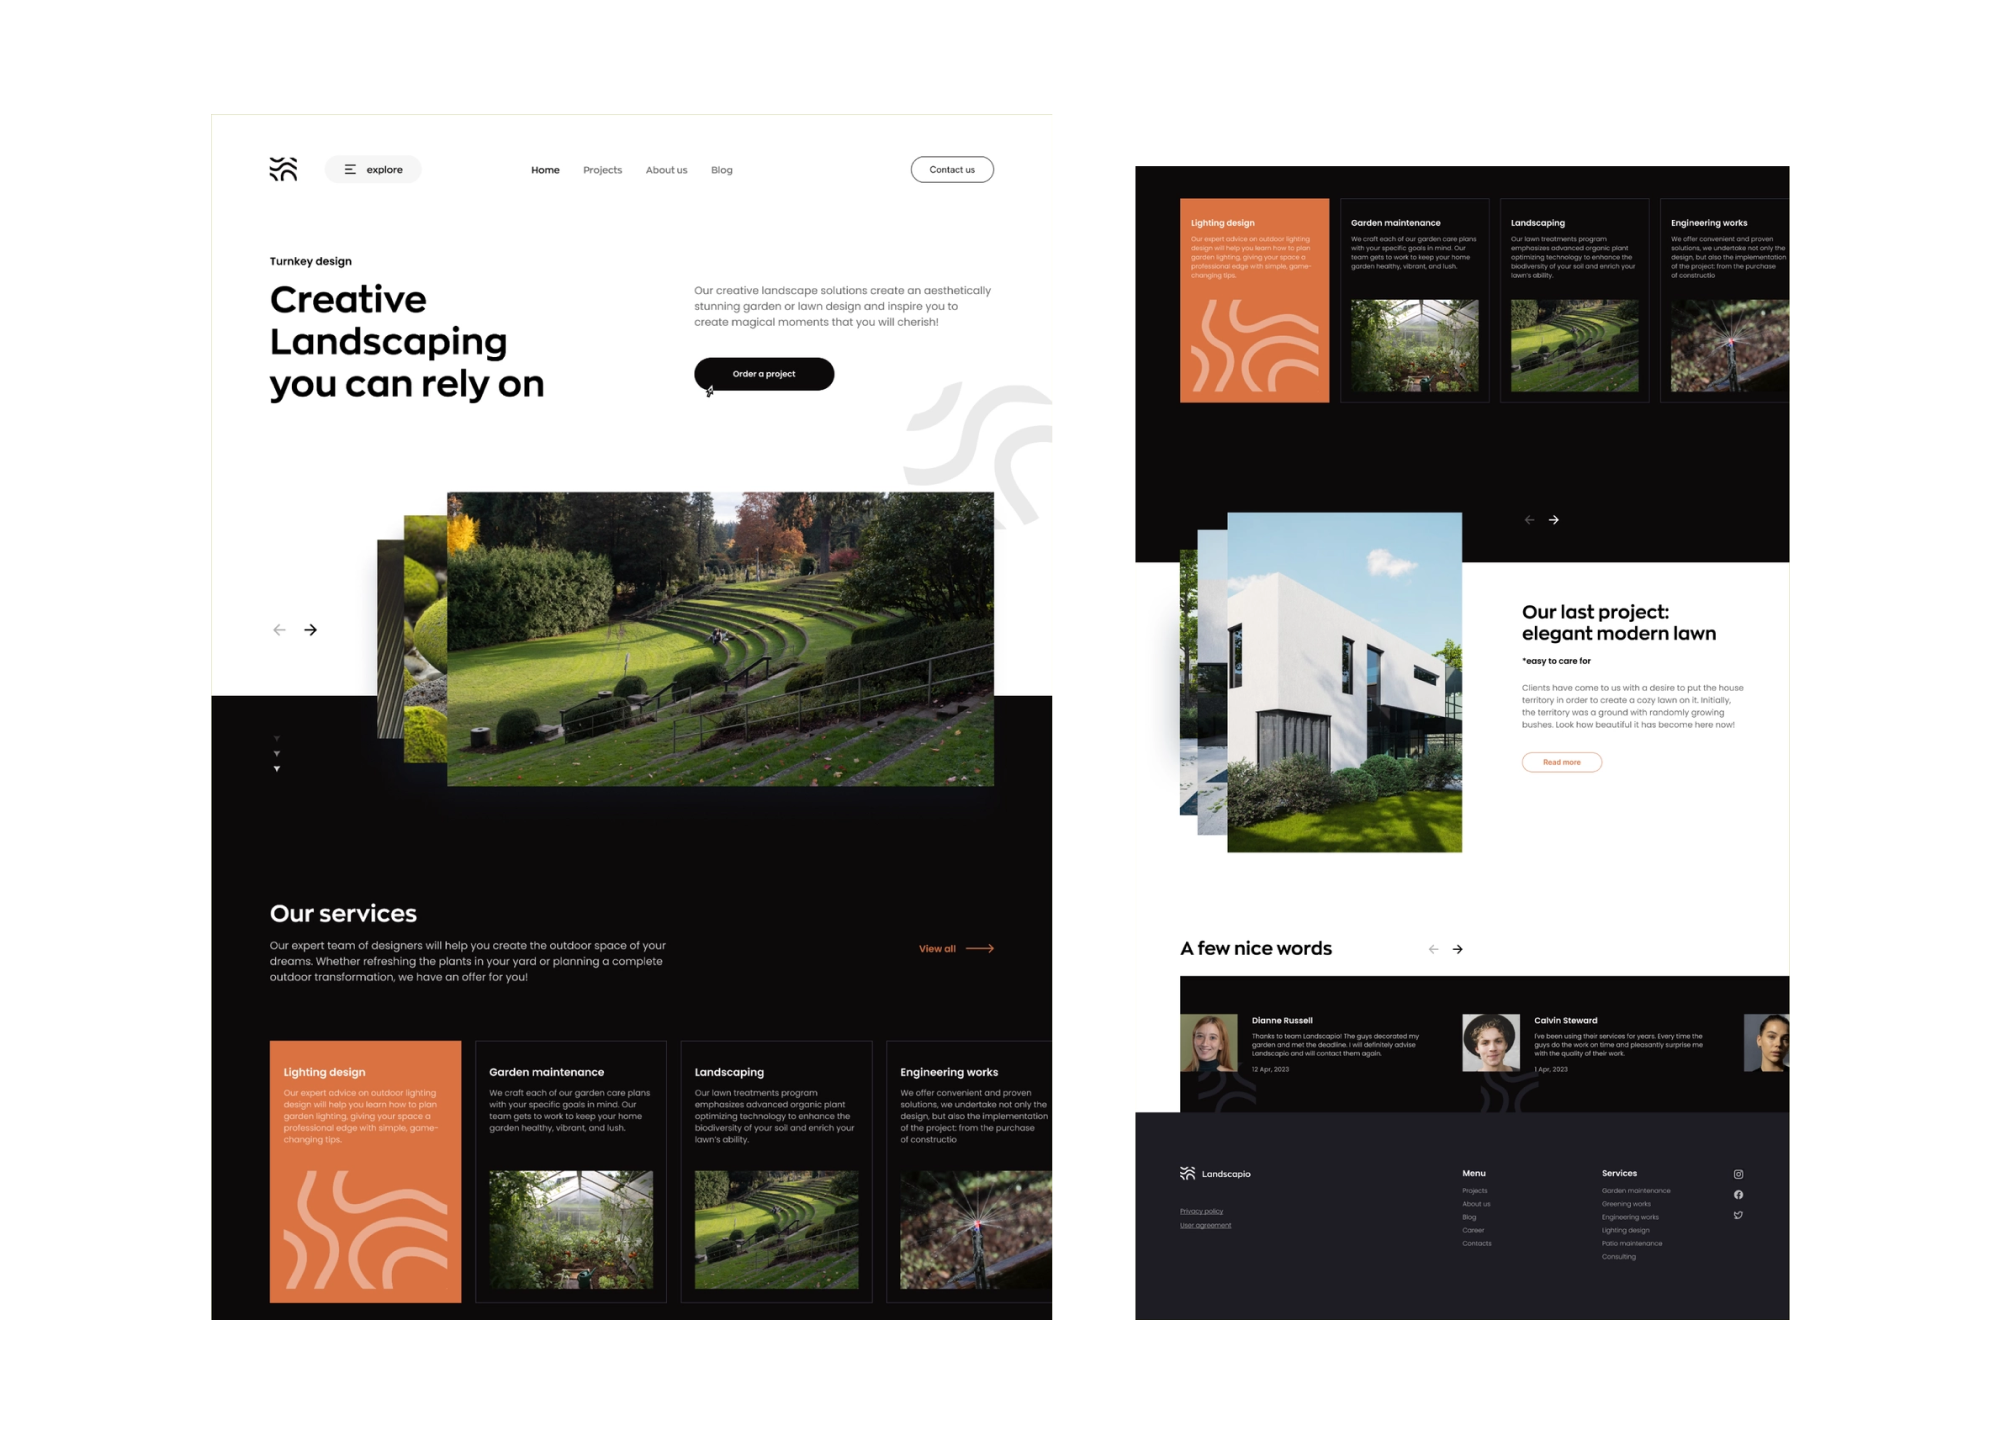 explore
Home
Projects
About us
Blog
Contact us
Turnkey design
Creative
Landscaping
you can rely on
Our creative landscape solutions create an aesthetically
stunning garden or lawn design and inspire you to
create magical moments that you will cherish!
Order a project
Our services
Our expert team of designers will help you create the outdoor space of your
dreams. Whether refreshing the plants in your yard or planning a complete
outdoor transformation, we have an offer for you!
View all
Lighting design
Our expert advice on outdoor lighting
design will help you learn how to plan
garden lighting, giving your space a
professional edge with simple, game-
changing tips.
Garden maintenance
We craft each of our garden care plans
with your specific goals in mind. Our
team gets to work to keep your home
garden healthy, vibrant, and lush.
Landscaping
Our lawn treatments program
emphasizes advanced organic plant
optimizing technology to enhance the
biodiversity of your soil and enrich your
lawn's ability.
Engineering works
We offer convenient and proven
solutions, we undertake not only the
design, but also the implementation
of the project: from the purchase
of constructio
Lighting design
Our expert advice on outdoor lighting
design will help you learn how to plan
garden lighting, giving your space a
professional edge with simple, game-
changing tips.
Garden maintenance
We craft each of our garden care plans
with your specific goals in mind. Our
team gets to work to keep your home
garden healthy, vibrant, and lush.
Landscaping
Our lawn treatments program
emphasizes advanced organic plant
optimizing technology to enhance the
biodiversity of your soil and enrich your
lawn's ability.
Engineering works
We offer convenient and proven
solutions, we undertake not only the
design, but also the implementation
of the project: from the purchase
of constructio
Our last project:
elegant modern lawn
*easy to care for
Clients have come to us with a desire to put the house
territory in order to create a cozy lawn on it. Initially,
the territory was a ground with randomly growing
bushes. Look how beautiful it has become here now!
Read more
A few nice words
Dianne Russell
Thanks to team Landscapio! The guys decorated my
garden and met the deadline. I will definitely advise
Landscapio and will contact them again.
12 Apr, 2023
Calvin Steward
I've been using their services for years. Every time the
guys do the work on time and pleasantly surprise me
with the quality of their work.
1 Apr, 2023
Landscapio
Privacy policy
User agreement
Menu
Projects
About us
Blog
Career
Contacts
Services
Garden maintenance
Greening works
Engineering works
Lighting design
Patio maintenance
Consulting